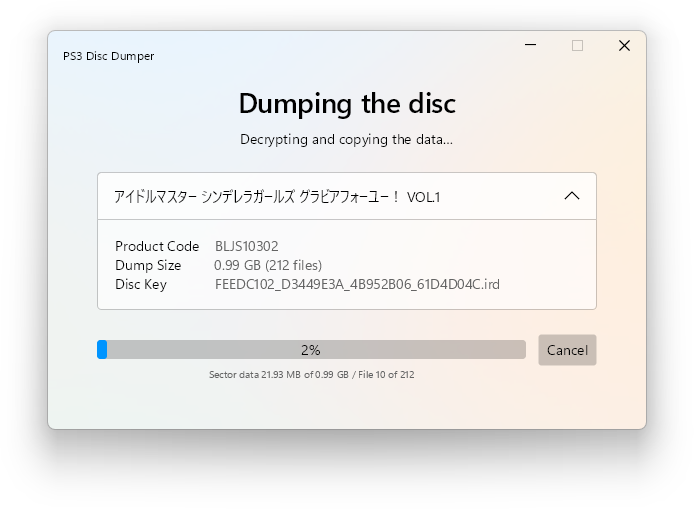 PS3 Disc Dumper
Dumping the disc
Decrypting and copying the data...
アイドルマスター シンデレラガールズ グラビアフォーユー！ VOL.1
Product Code BLJS10302
Dump Size 0.99 GB (212 files)
Disc Key FEEDC102_D3449E3A_4B952B06_61D4D04C.ird
2%
Cancel
Sector data 21.93 MB of 0.99 GB / File 10 of 212